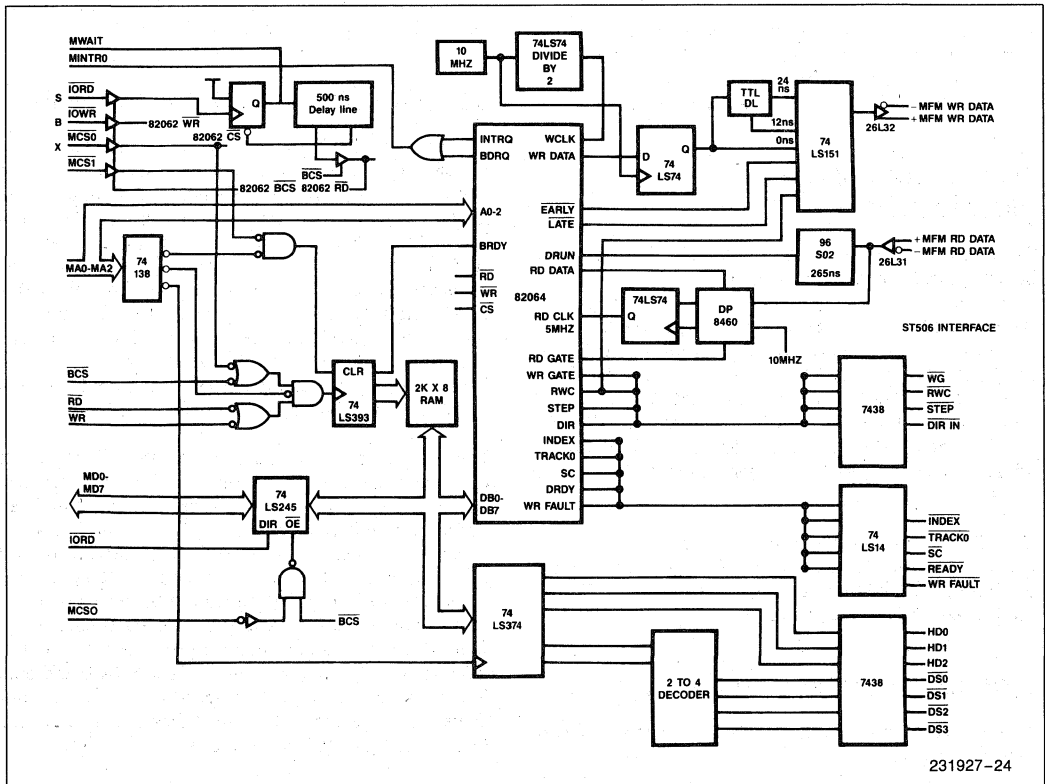 MWAIT
MINTR0
S
IORD
B
IOWR
X
MCS0
MCS1
Q
500 ns
Delay line
82062 WR
82062 CS
BCS
82062 BCS
82062 RD
10
MHZ
74LS74
DIVIDE
BY
2
INTRQ
BDRQ
A0-2
BRDY
RD
WR
CS
82064
WCLK
WR DATA
EARLY
LATE
DRUN
RD DATA
RD CLK
5MHZ
RD GATE
WR GATE
RWC
STEP
DIR
INDEX
TRACK0
SC
DRDY
WR FAULT
DB0-
DB7
D
Q
74
LS74
TTL
DL
24
ns
12ns
0ns
74
LS151
26L32
– MFM WR DATA
+ MFM WR DATA
96
S02
265ns
+ MFM RD DATA
– MFM RD DATA
26L31
74LS74
Q
DP
8460
10MHZ
ST506 INTERFACE
MA0-MA2
74
138
BCS
RD
WR
CLR
74
LS393
2K X 8
RAM
7438
WG
RWC
STEP
DIR IN
MD0-
MD7
74
LS245
DIR OE
IORD
MCSO
BCS
74
LS14
INDEX
TRACK0
SC
READY
WR FAULT
74
LS374
2 TO 4
DECODER
7438
HD0
HD1
HD2
DS0
DS1
DS2
DS3
231927–24